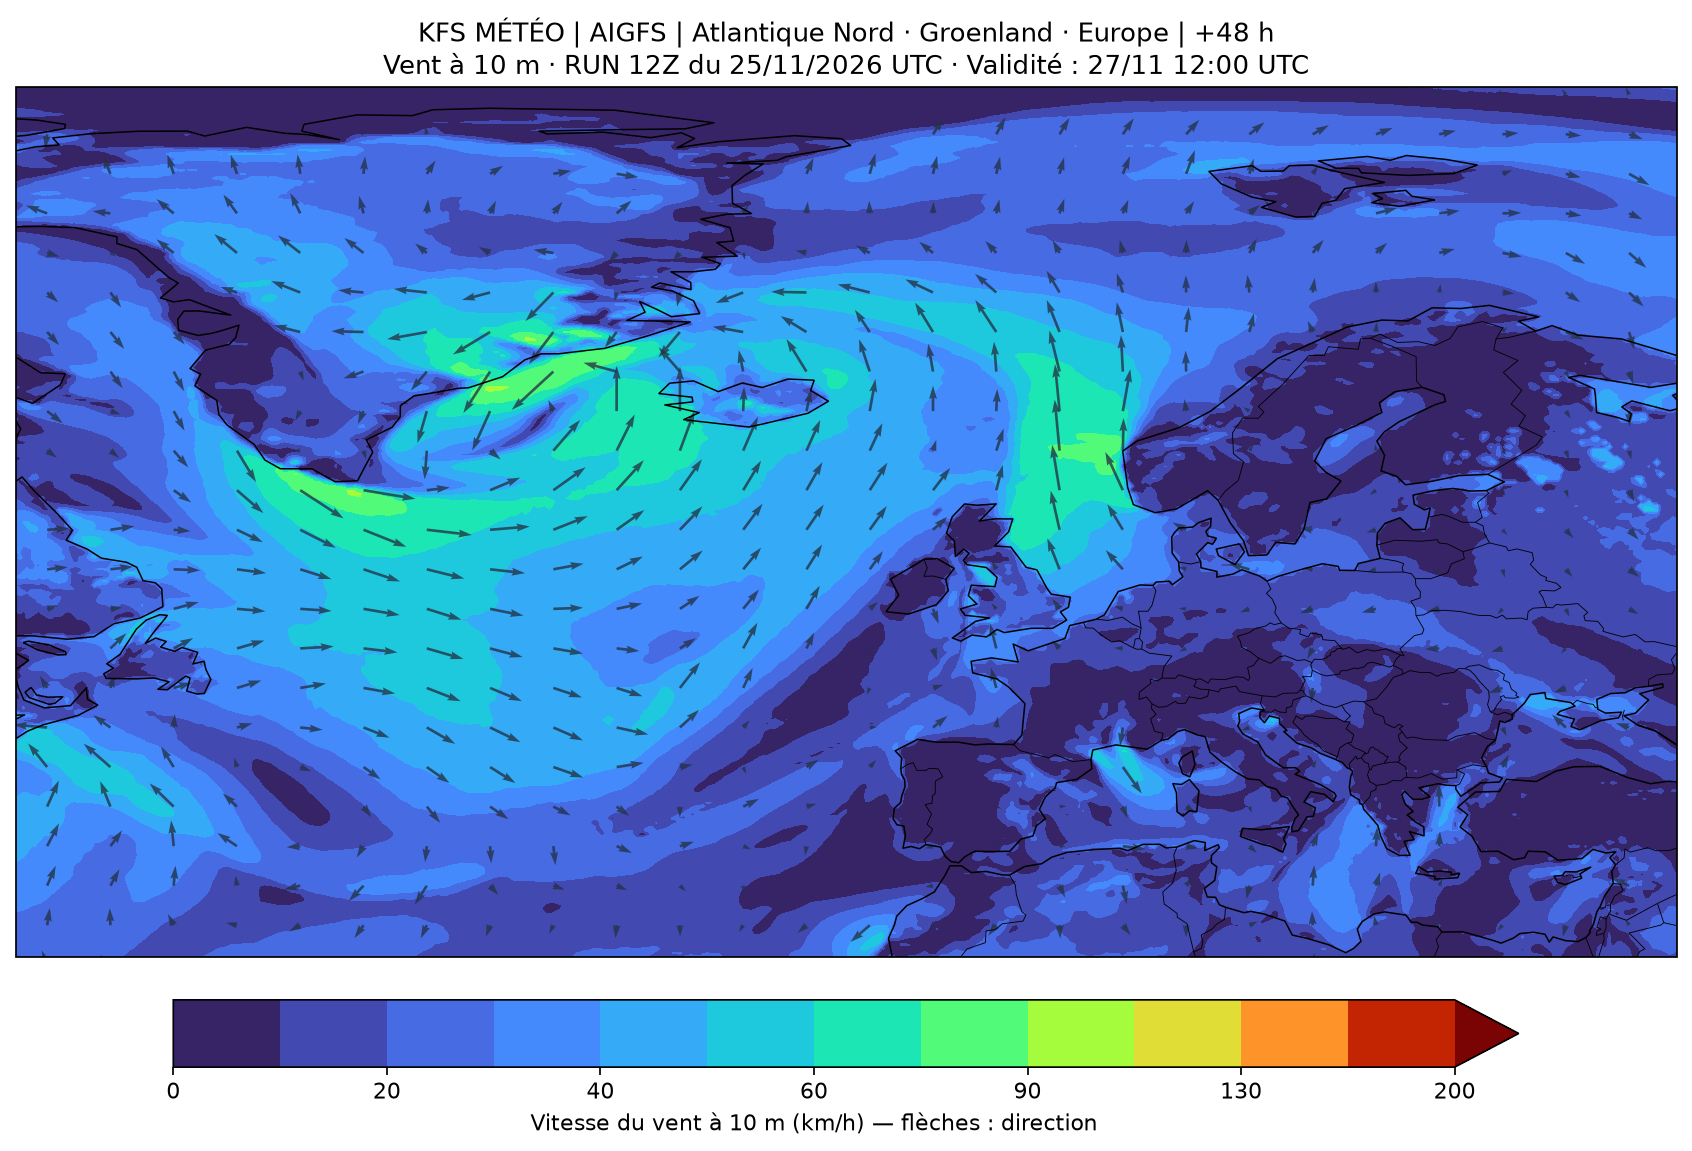 KFS MÉTÉO | AIGFS | Atlantique Nord · Groenland · Europe | +48 h
Vent à 10 m · RUN 12Z du 25/11/2026 UTC · Validité : 27/11 12:00 UTC
0 20 40 60 90 130 200
Vitesse du vent à 10 m (km/h) — flèches : direction